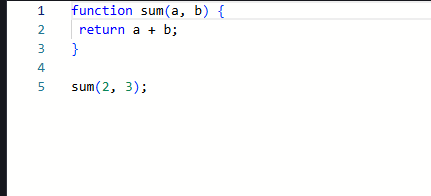 1 function sum(a, b) {
2  return a + b;
3 }
4
5 sum(2, 3);